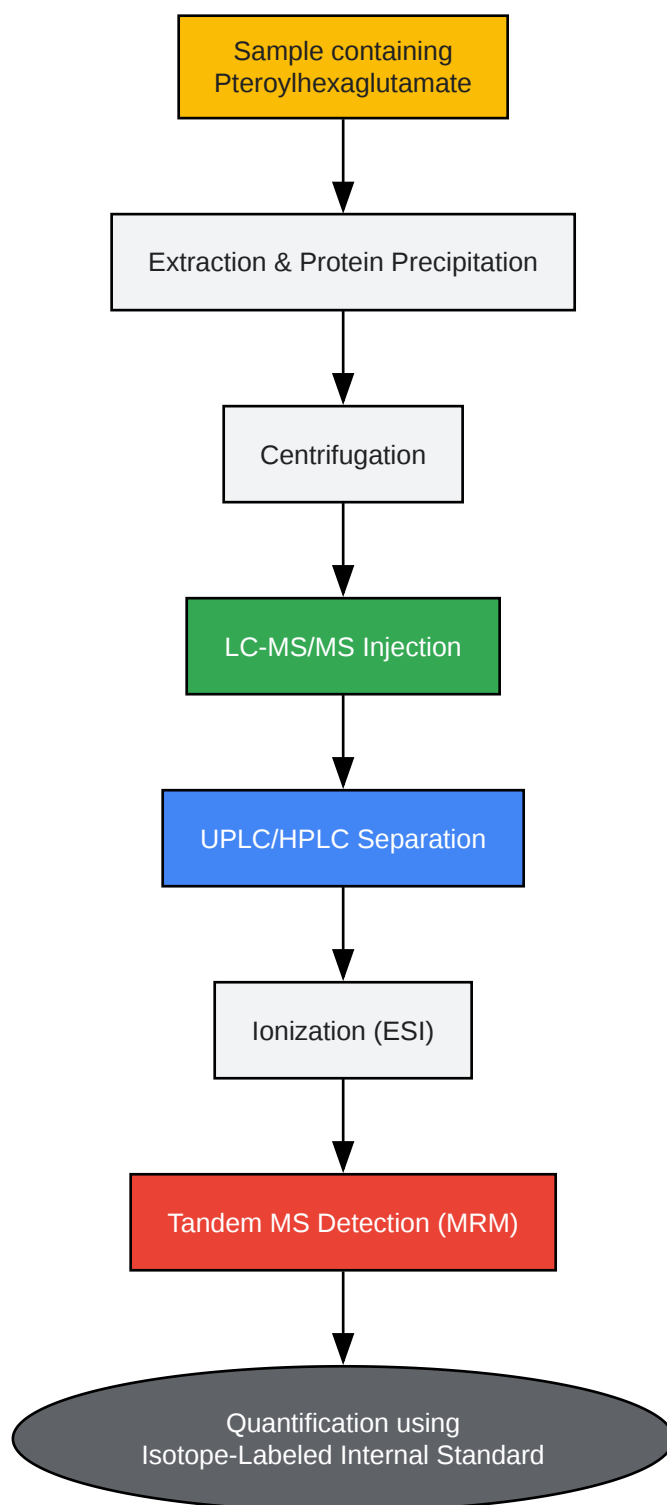 Sample containing
Pteroylhexaglutamate
Extraction & Protein Precipitation
Centrifugation
LC-MS/MS Injection
UPLC/HPLC Separation
Ionization (ESI)
Tandem MS Detection (MRM)
Quantification using
Isotope-Labeled Internal Standard